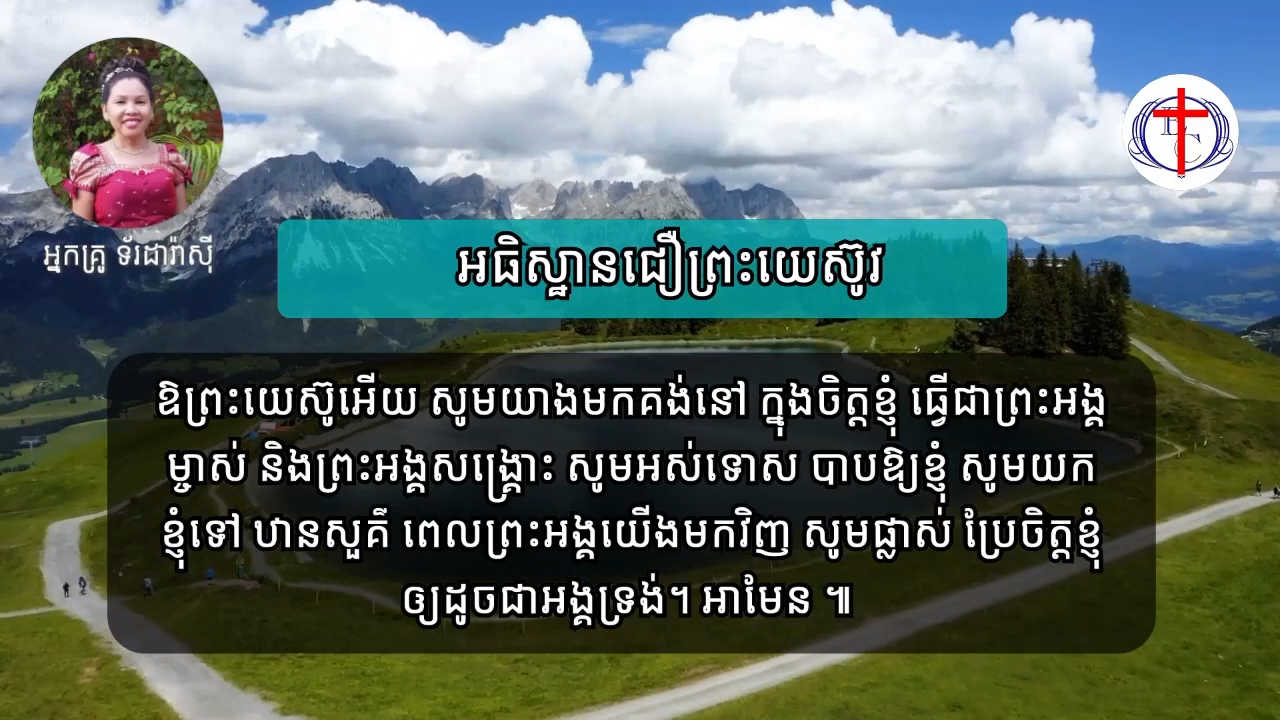 អ្នកគ្រូ ទ័រដារ៉ាស៊ី
អធិស្ឋានជឿព្រះយេស៊ូវ
ឱព្រះយេស៊ូអើយ សូមយាងមកគង់នៅ ក្នុងចិត្តខ្ញុំ ធ្វើជាព្រះអង្គ
ម្ចាស់ និងព្រះអង្គសង្គ្រោះ សូមអស់ទោស បាបឱ្យខ្ញុំ សូមយក
ខ្ញុំទៅ ឋានសួគ៌ ពេលព្រះអង្គយើងមកវិញ សូមផ្លាស់ ប្រែចិត្តខ្ញុំ
ឲ្យដូចជាអង្គទ្រង់។ អាមែន ៕